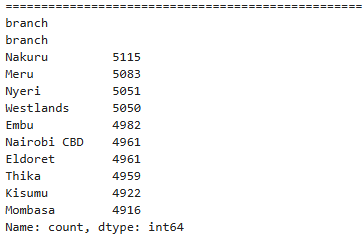 ==================================================
branch
branch
Nakuru         5115
Meru           5083
Nyeri          5051
Westlands      5050
Embu           4982
Nairobi CBD    4961
Eldoret        4961
Thika          4959
Kisumu         4922
Mombasa        4916
Name: count, dtype: int64